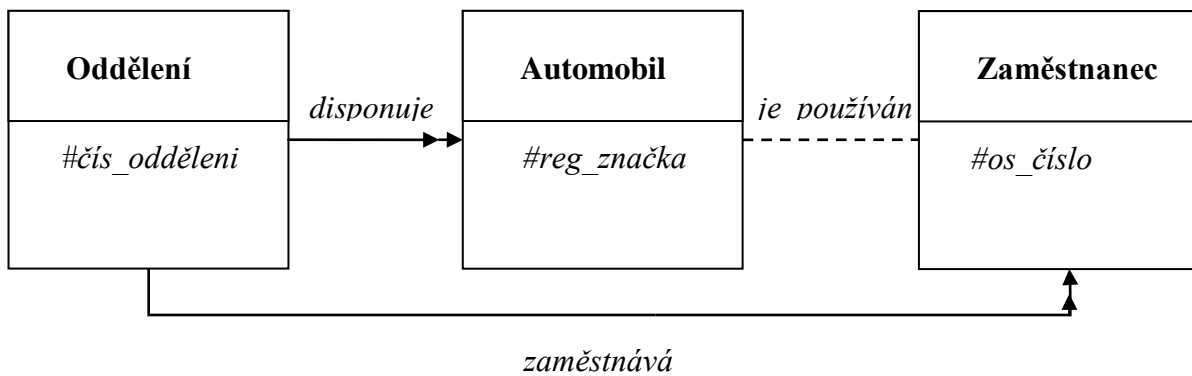 Oddělení
Automobil
Zaměstnanec
disponuje
je používán
#čís_odděleni
#reg_značka
#os_číslo
zaměstnává